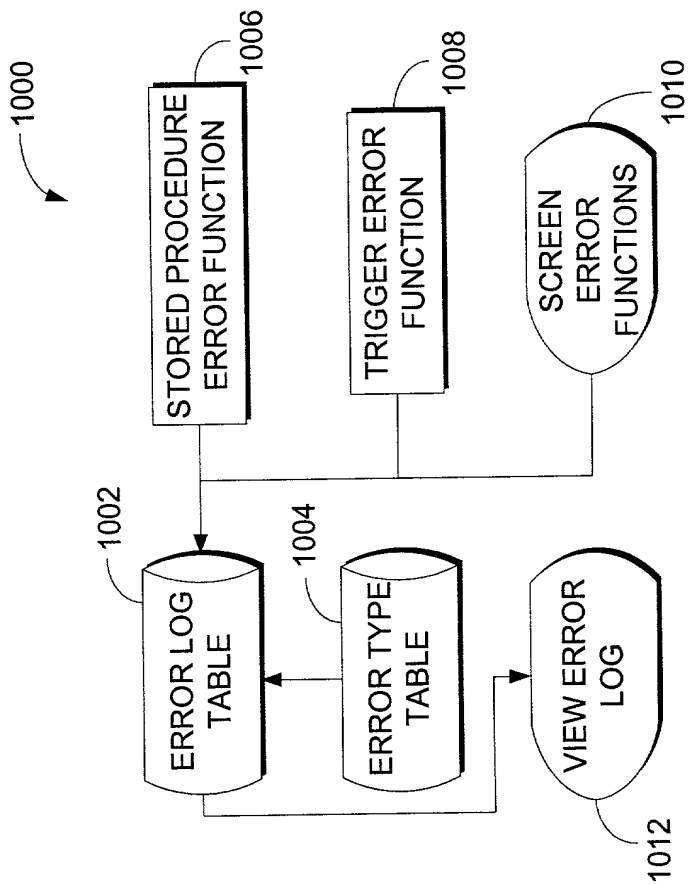 1000
1002
ERROR LOG
TABLE
1004
ERROR TYPE
TABLE
VIEW ERROR
LOG
1012
STORED PROCEDURE
ERROR FUNCTION
1006
TRIGGER ERROR
FUNCTION
1008
SCREEN
ERROR
FUNCTIONS
1010